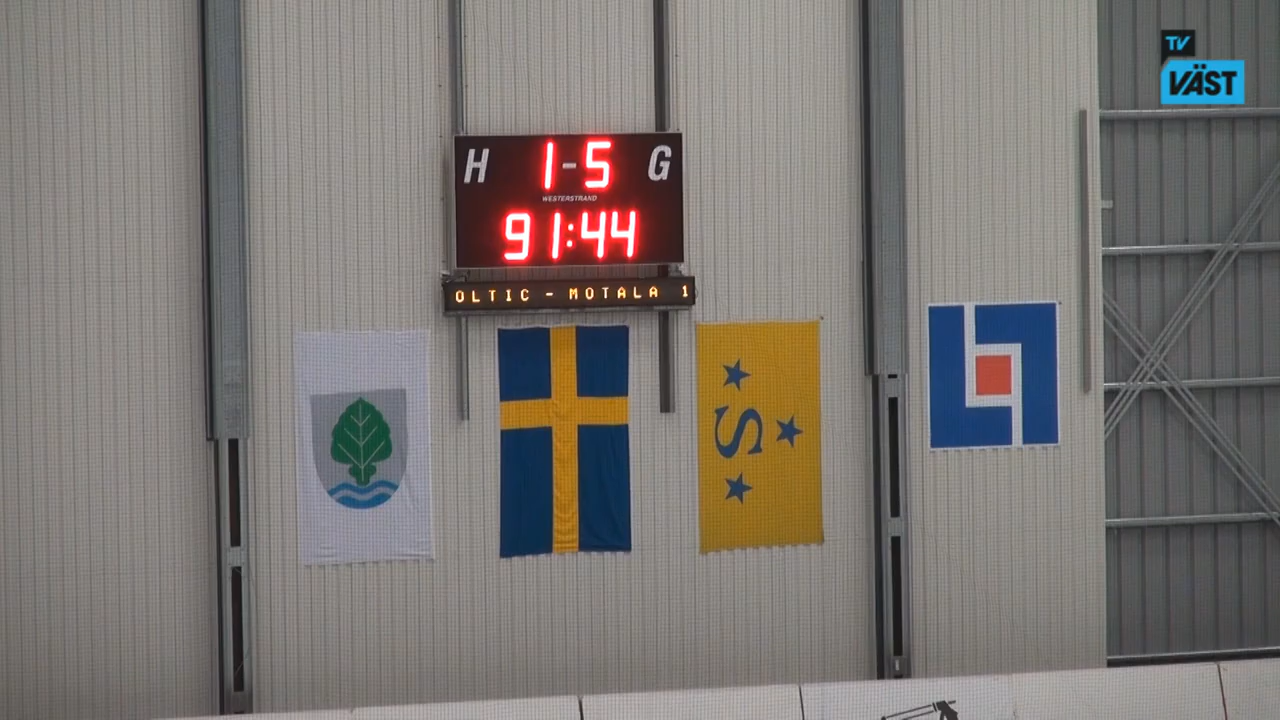 TV
VÄST
H 1-5 G
WESTERSTRAND
91:44
OLTIC - MOTALA 1
S